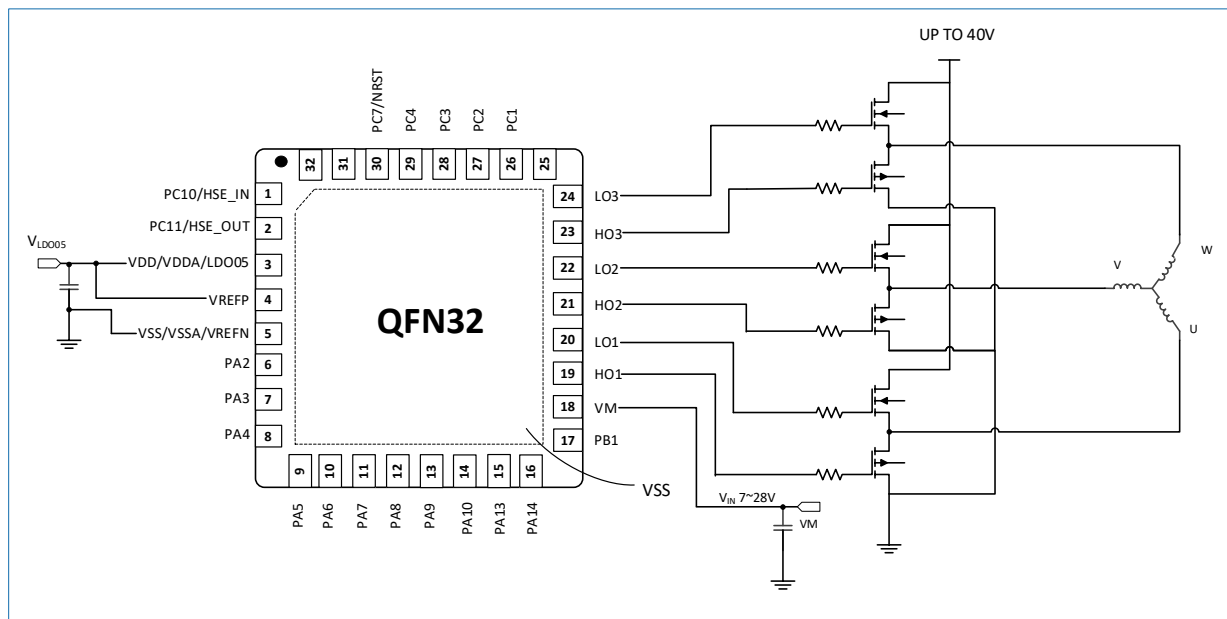 UP TO 40V
PC7/NRST
PC4
PC3
PC2
PC1
32
31
30
29
28
27
26
25
PC10/HSE_IN
1
PC11/HSE_OUT
2
VLDO05
VDD/VDDA/LDO05
3
VREFP
4
VSS/VSSA/VREFN
5
PA2
6
PA3
7
PA4
8
QFN32
24
LO3
23
HO3
22
LO2
21
HO2
20
LO1
19
HO1
18
VM
17
PB1
9
10
11
12
13
14
15
16
PA5
PA6
PA7
PA8
PA9
PA10
PA13
PA14
VSS
VIN 7~28V
VM
V
W
U